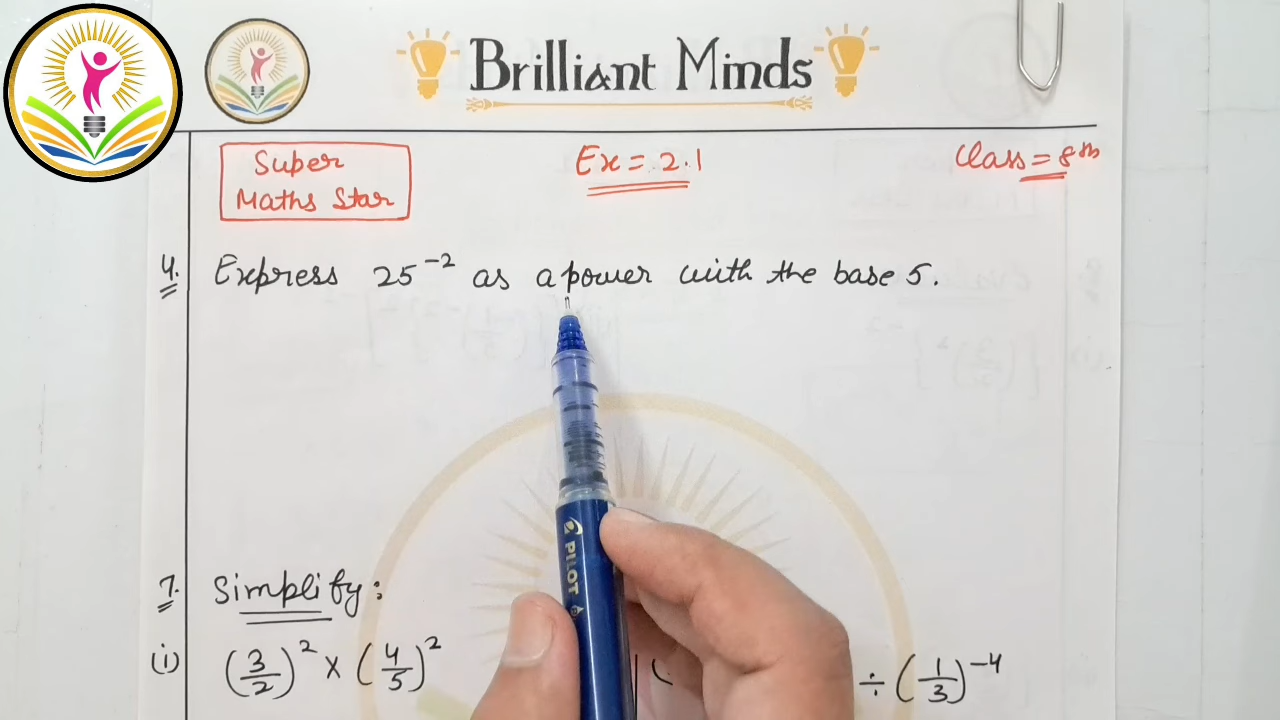 Brilliant Minds
Super
Maths Star
Ex = 2.1
Class = 8th
4. Express 25⁻² as a power with the base 5.
7. Simplify:
(i) (3/2)² × (4/5)²
( ÷ (1/3)⁻⁴
PILOT